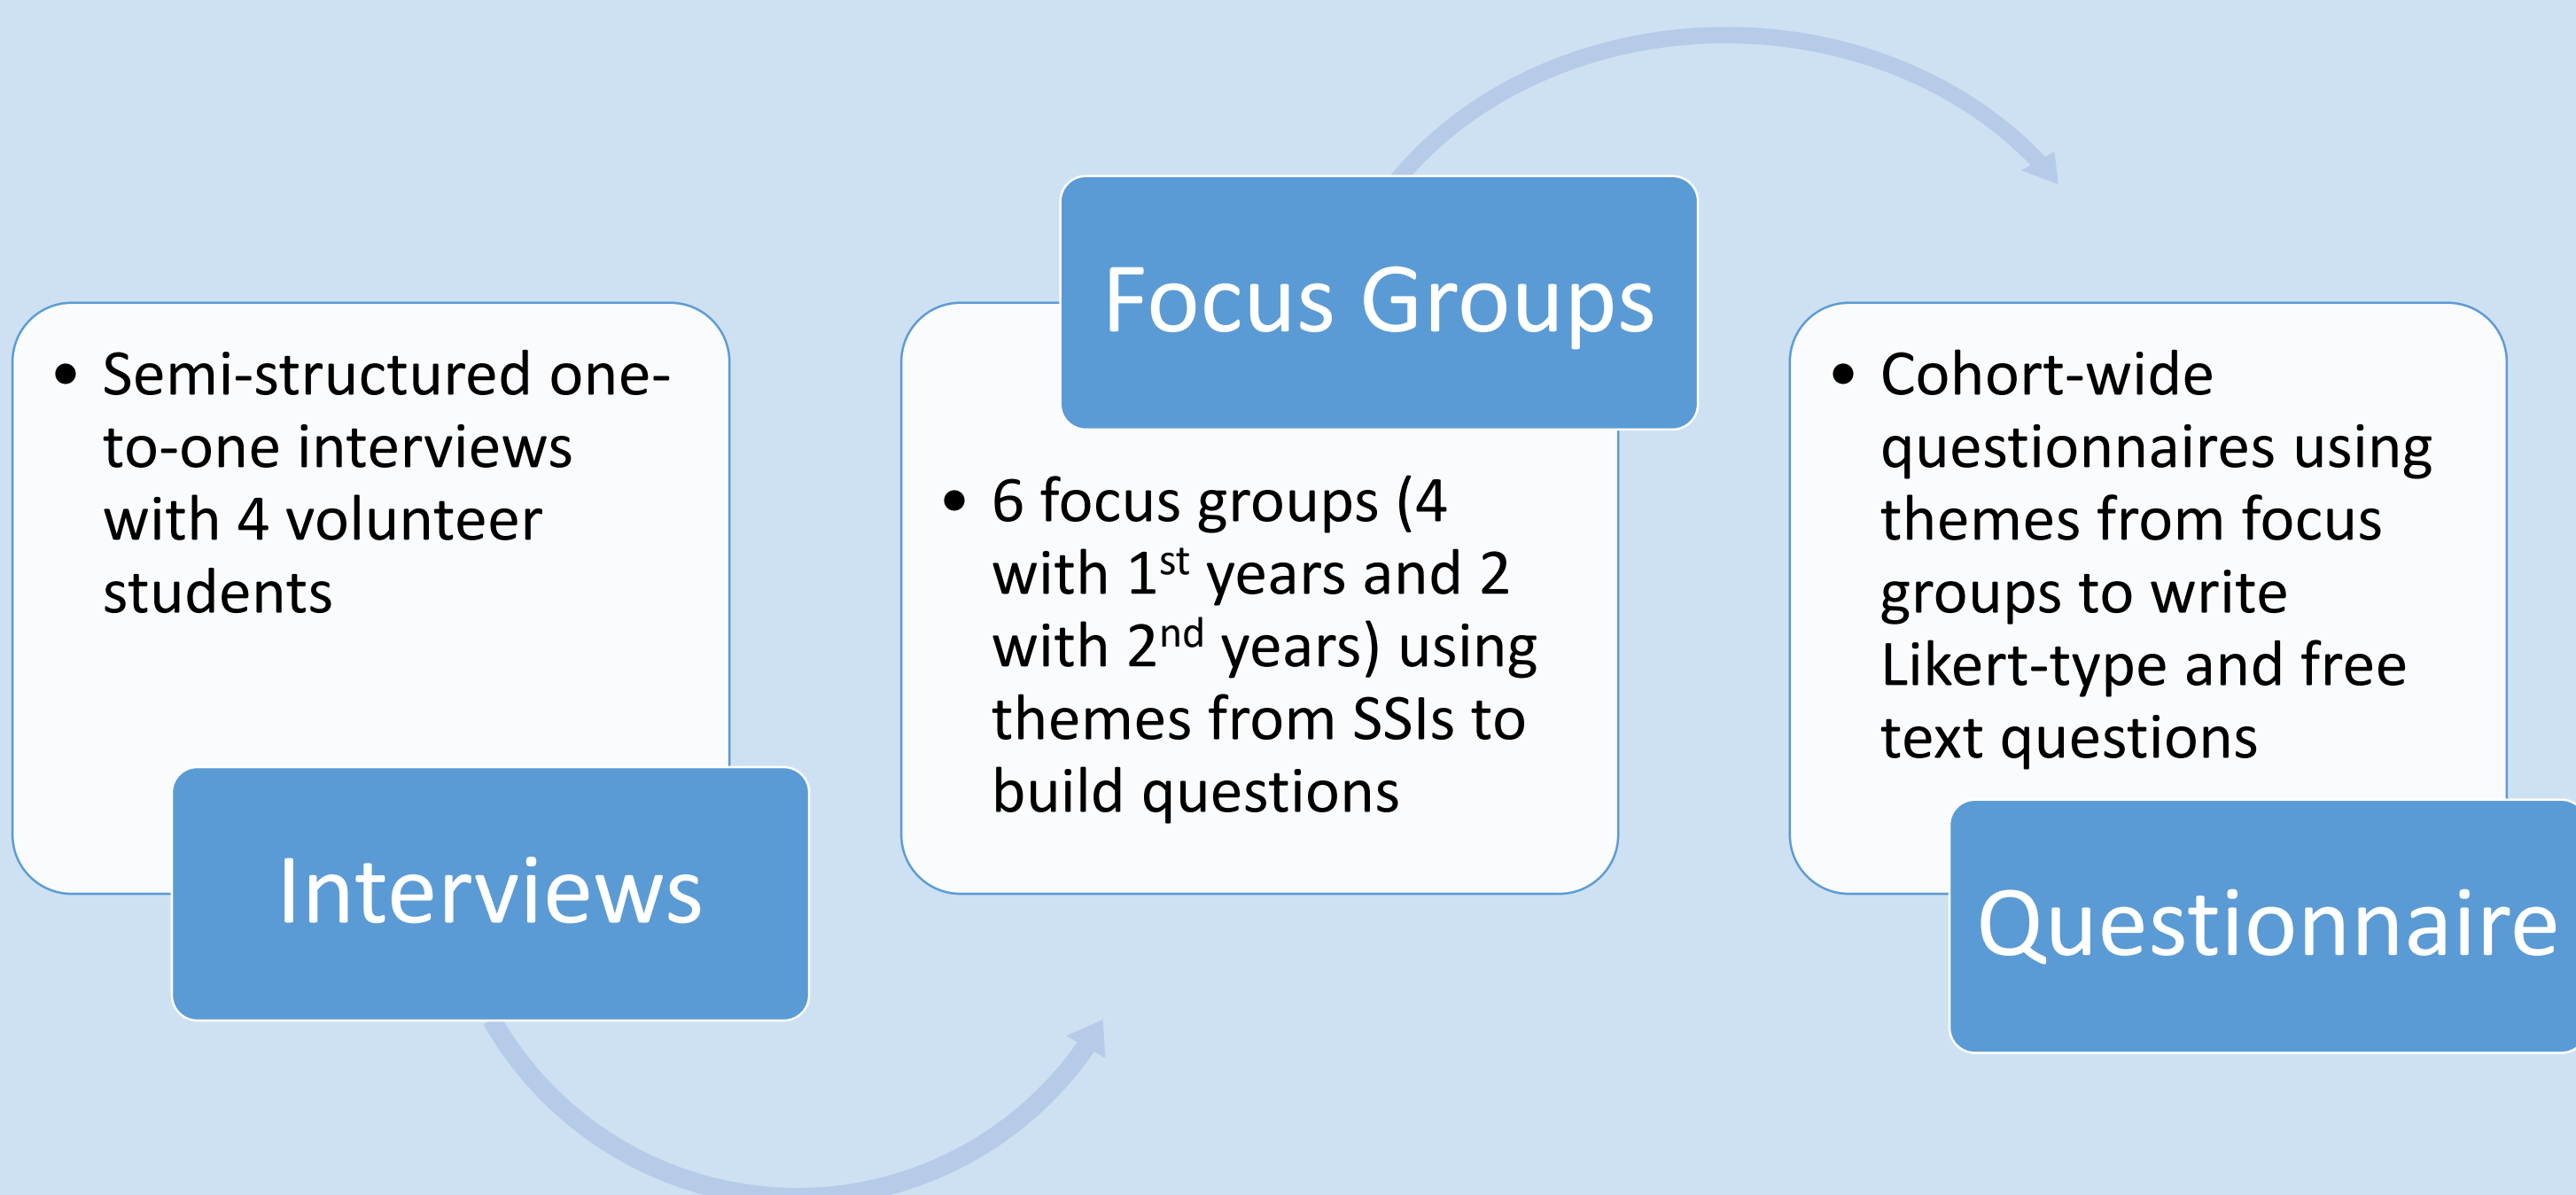 • Semi-structured one-
to-one interviews
with 4 volunteer
students
Interviews
Focus Groups
• 6 focus groups (4
with 1st years and 2
with 2nd years) using
themes from SSIs to
build questions
• Cohort-wide
questionnaires using
themes from focus
groups to write
Likert-type and free
text questions
Questionnaire